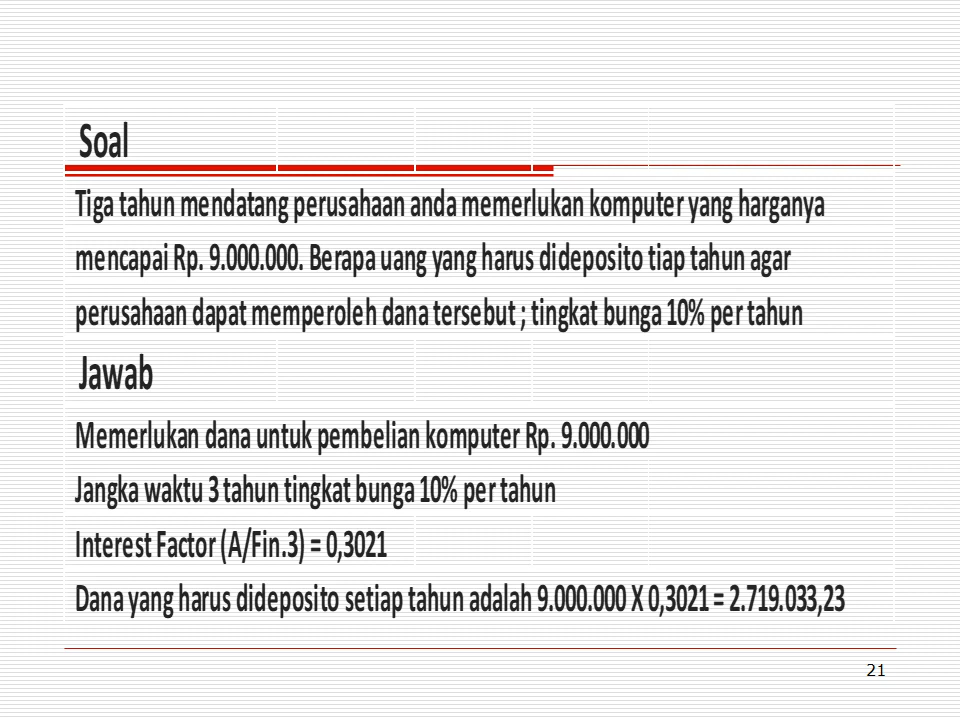 Soal
Tiga tahun mendatang perusahaan anda memerlukan komputer yang harganya
mencapai Rp. 9.000.000. Berapa uang yang harus dideposito tiap tahun agar
perusahaan dapat memperoleh dana tersebut ; tingkat bunga 10% per tahun
Jawab
Memerlukan dana untuk pembelian komputer Rp. 9.000.000
Jangka waktu 3 tahun tingkat bunga 10% per tahun
Interest Factor (A/Fin.3) = 0,3021
Dana yang harus dideposito setiap tahun adalah 9.000.000 X 0,3021 = 2.719.033,23
21